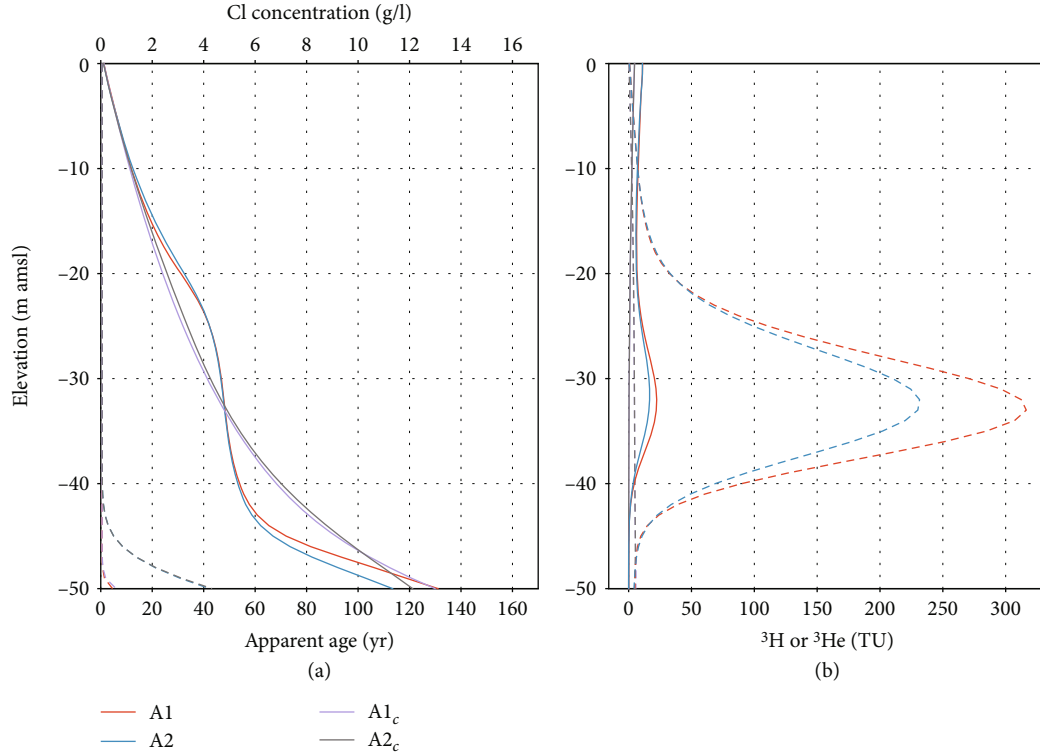 Cl concentration (g/l)
0 2 4 6 8 10 12 14 16
0
−10
−20
−30
−40
−50
Elevation (m amsl)
0 20 40 60 80 100 120 140 160
Apparent age (yr)
(a)
0
−10
−20
−30
−40
−50
0 50 100 150 200 250 300
³H or ³He (TU)
(b)
A1
A2
A1c
A2c